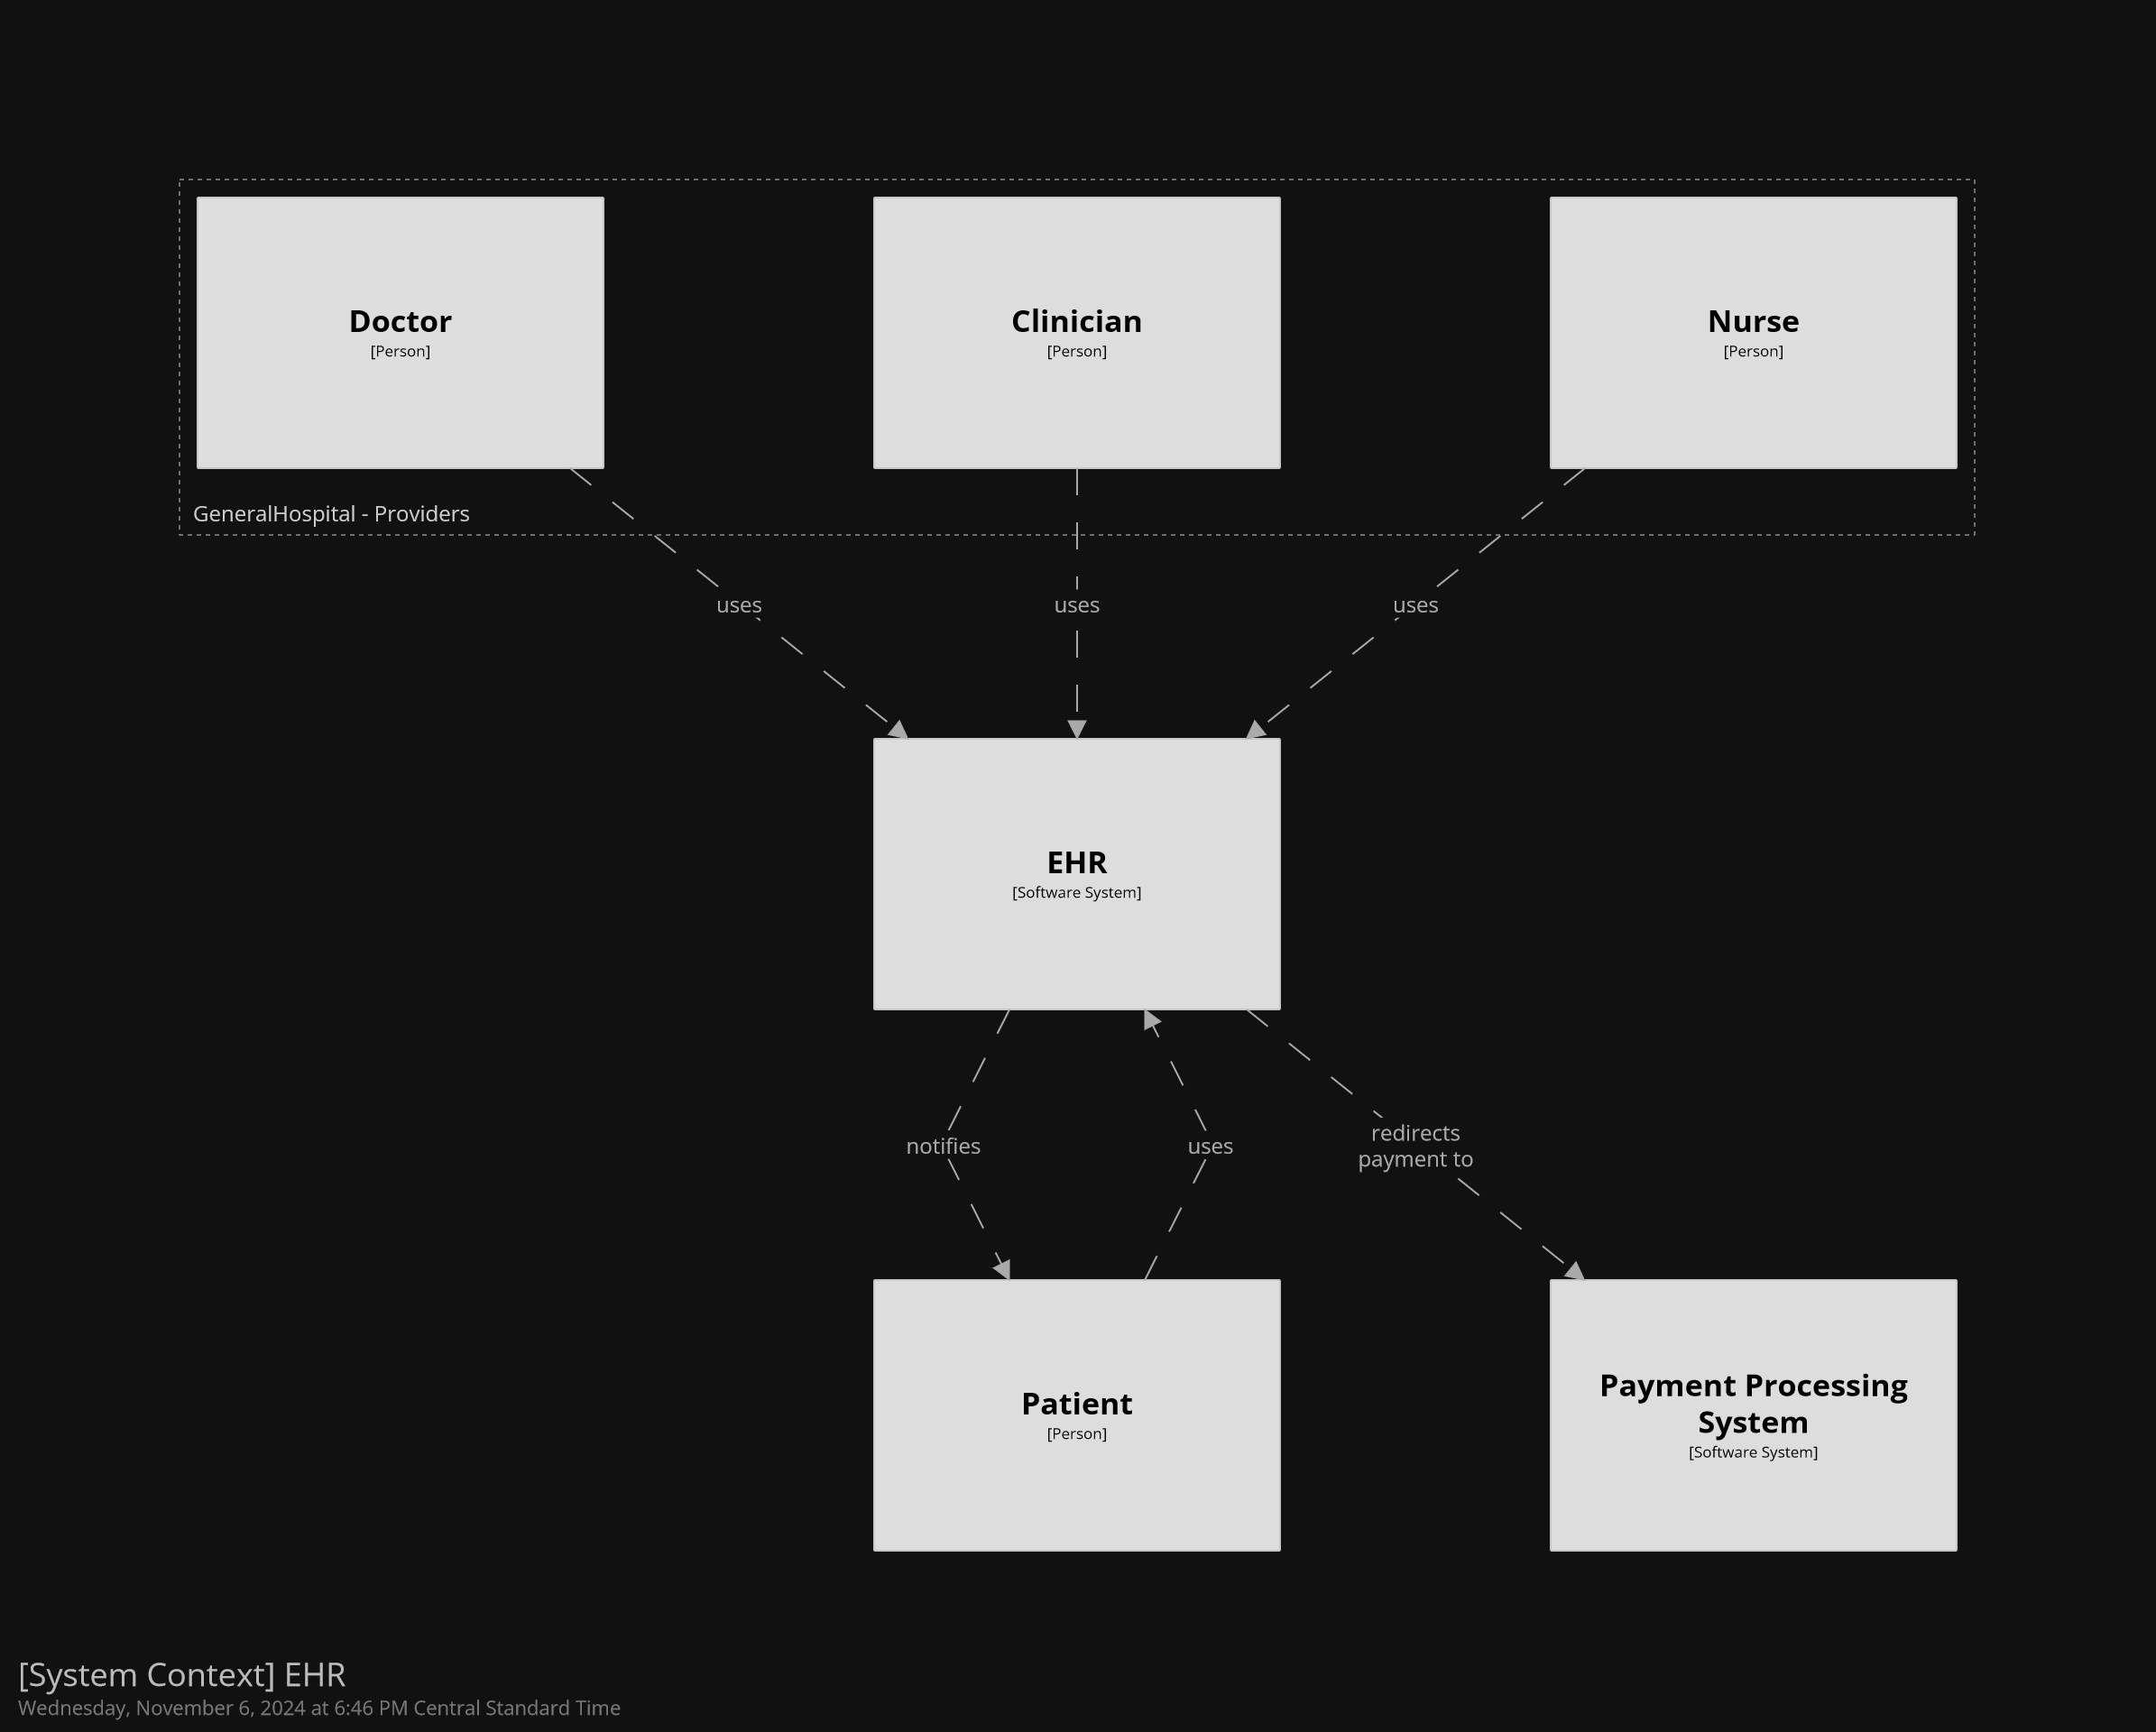 Doctor
[Person]
Clinician
[Person]
Nurse
[Person]
GeneralHospital - Providers
uses
uses
uses
EHR
[Software System]
notifies
uses
redirects
payment to
Patient
[Person]
Payment Processing
System
[Software System]
[System Context] EHR
Wednesday, November 6, 2024 at 6:46 PM Central Standard Time